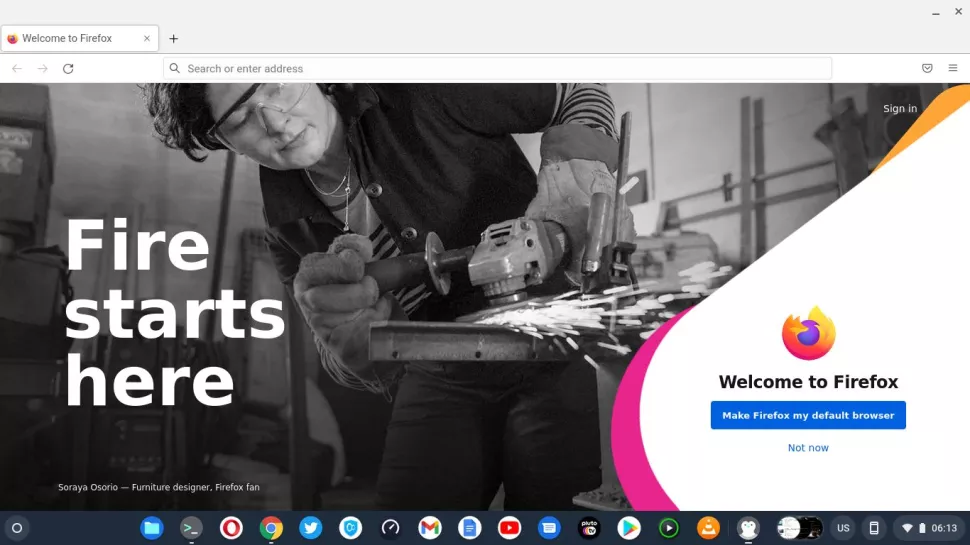 Welcome to Firefox
Search or enter address
Sign in
Fire
starts
here
Welcome to Firefox
Make Firefox my default browser
Not now
Soraya Osorio — Furniture designer, Firefox fan
pluto
tv
US
06:13